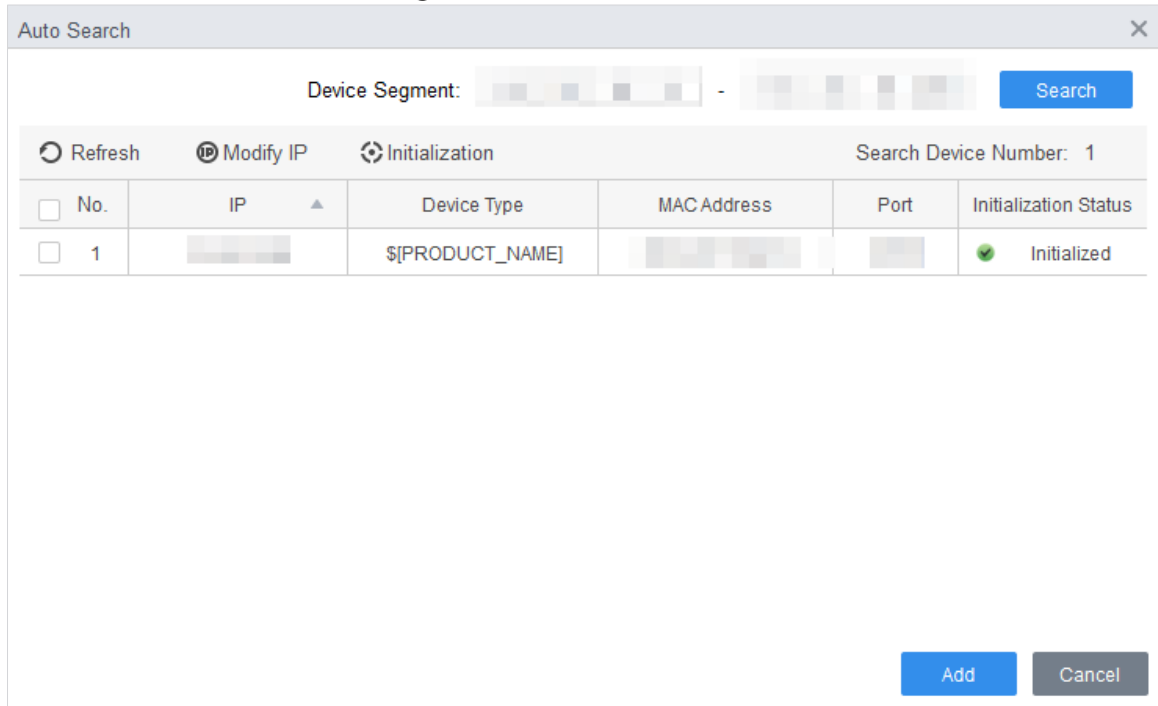 Auto Search
Device Segment: - Search
Refresh Modify IP Initialization Search Device Number: 1
No. IP Device Type MAC Address Port Initialization Status
1 $[PRODUCT_NAME] Initialized
Add Cancel